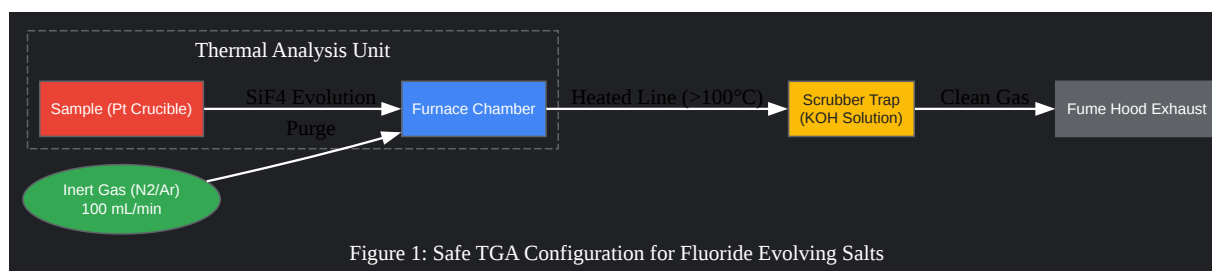 Thermal Analysis Unit
Sample (Pt Crucible)
SiF4 Evolution
Purge
Furnace Chamber
Heated Line (>100°C)
Scrubber Trap
(KOH Solution)
Clean Gas
Fume Hood Exhaust
Inert Gas (N2/Ar)
100 mL/min
Figure 1: Safe TGA Configuration for Fluoride Evolving Salts